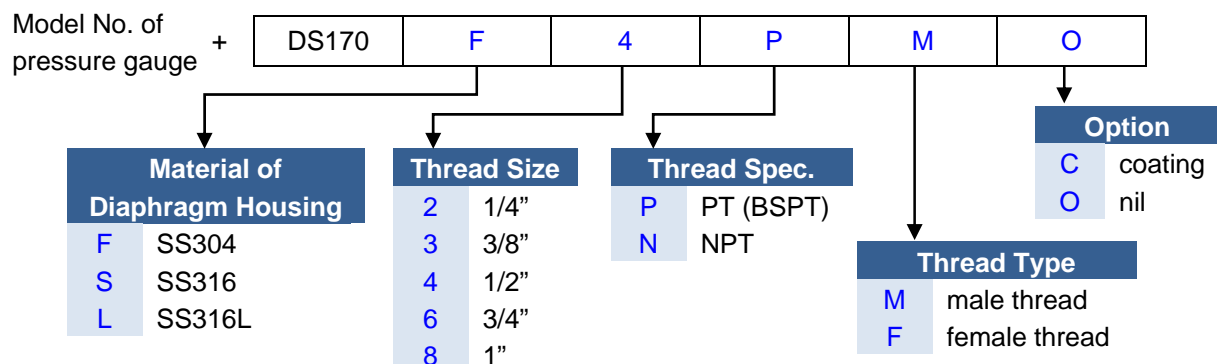 Model No. of
pressure gauge
+
DS170 F 4 P M O
Option
C coating
O nil
Material of
Diaphragm Housing
F SS304
S SS316
L SS316L
Thread Size
2 1/4”
3 3/8”
4 1/2”
6 3/4”
8 1”
Thread Spec.
P PT (BSPT)
N NPT
Thread Type
M male thread
F female thread